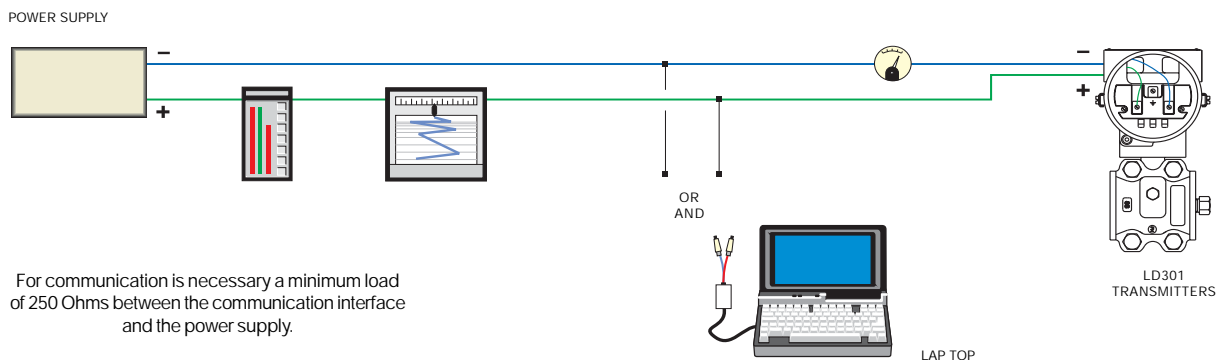 POWER SUPPLY
−
+
−
+
OR
AND
For communication is necessary a minimum load
of 250 Ohms between the communication interface
and the power supply.
LD301
TRANSMITTERS
LAP TOP